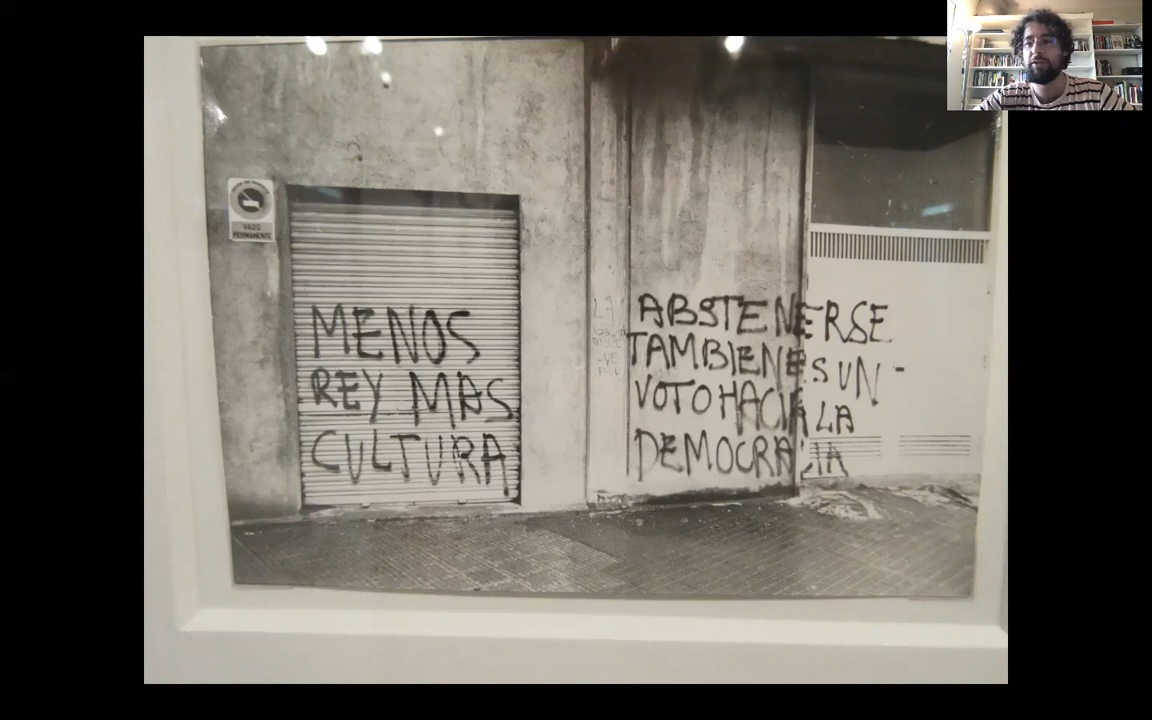 VADO
PERMANENTE
MENOS
REY MAS
CULTURA
ABSTENERSE
TAMBIEN ES UN -
VOTO HACIA LA
DEMOCRACIA